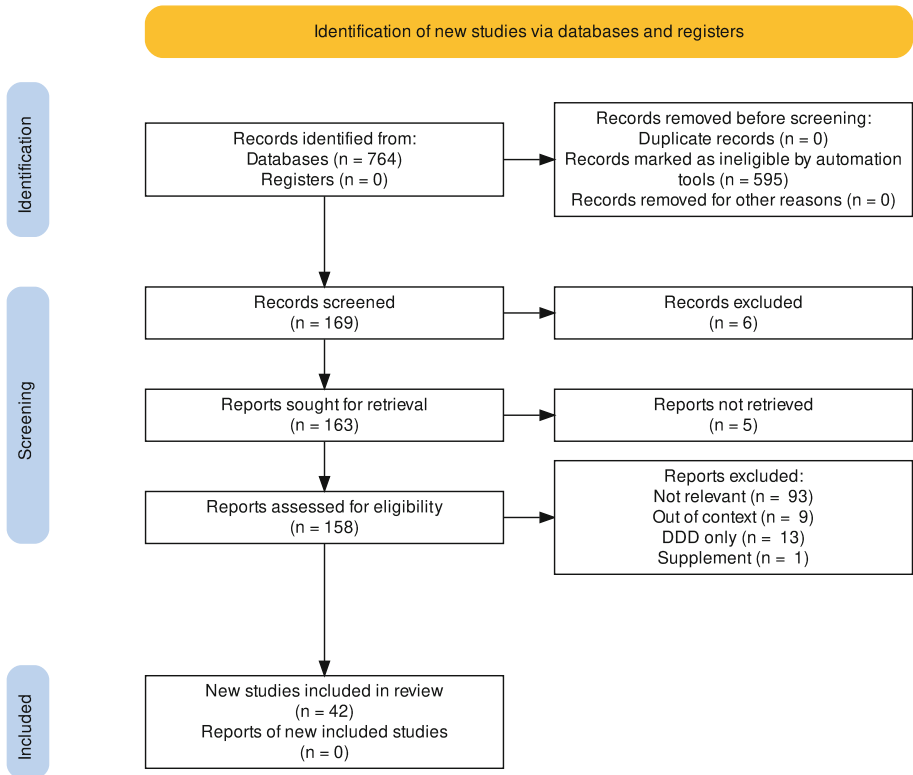 Identification of new studies via databases and registers
Identification
Records identified from:
Databases (n = 764)
Registers (n = 0)
Records removed before screening:
Duplicate records (n = 0)
Records marked as ineligible by automation
tools (n = 595)
Records removed for other reasons (n = 0)
Screening
Records screened
(n = 169)
Records excluded
(n = 6)
Reports sought for retrieval
(n = 163)
Reports not retrieved
(n = 5)
Reports assessed for eligibility
(n = 158)
Reports excluded:
Not relevant (n =  93)
Out of context (n =  9)
DDD only (n =  13)
Supplement (n =  1)
Included
New studies included in review
(n = 42)
Reports of new included studies
(n = 0)